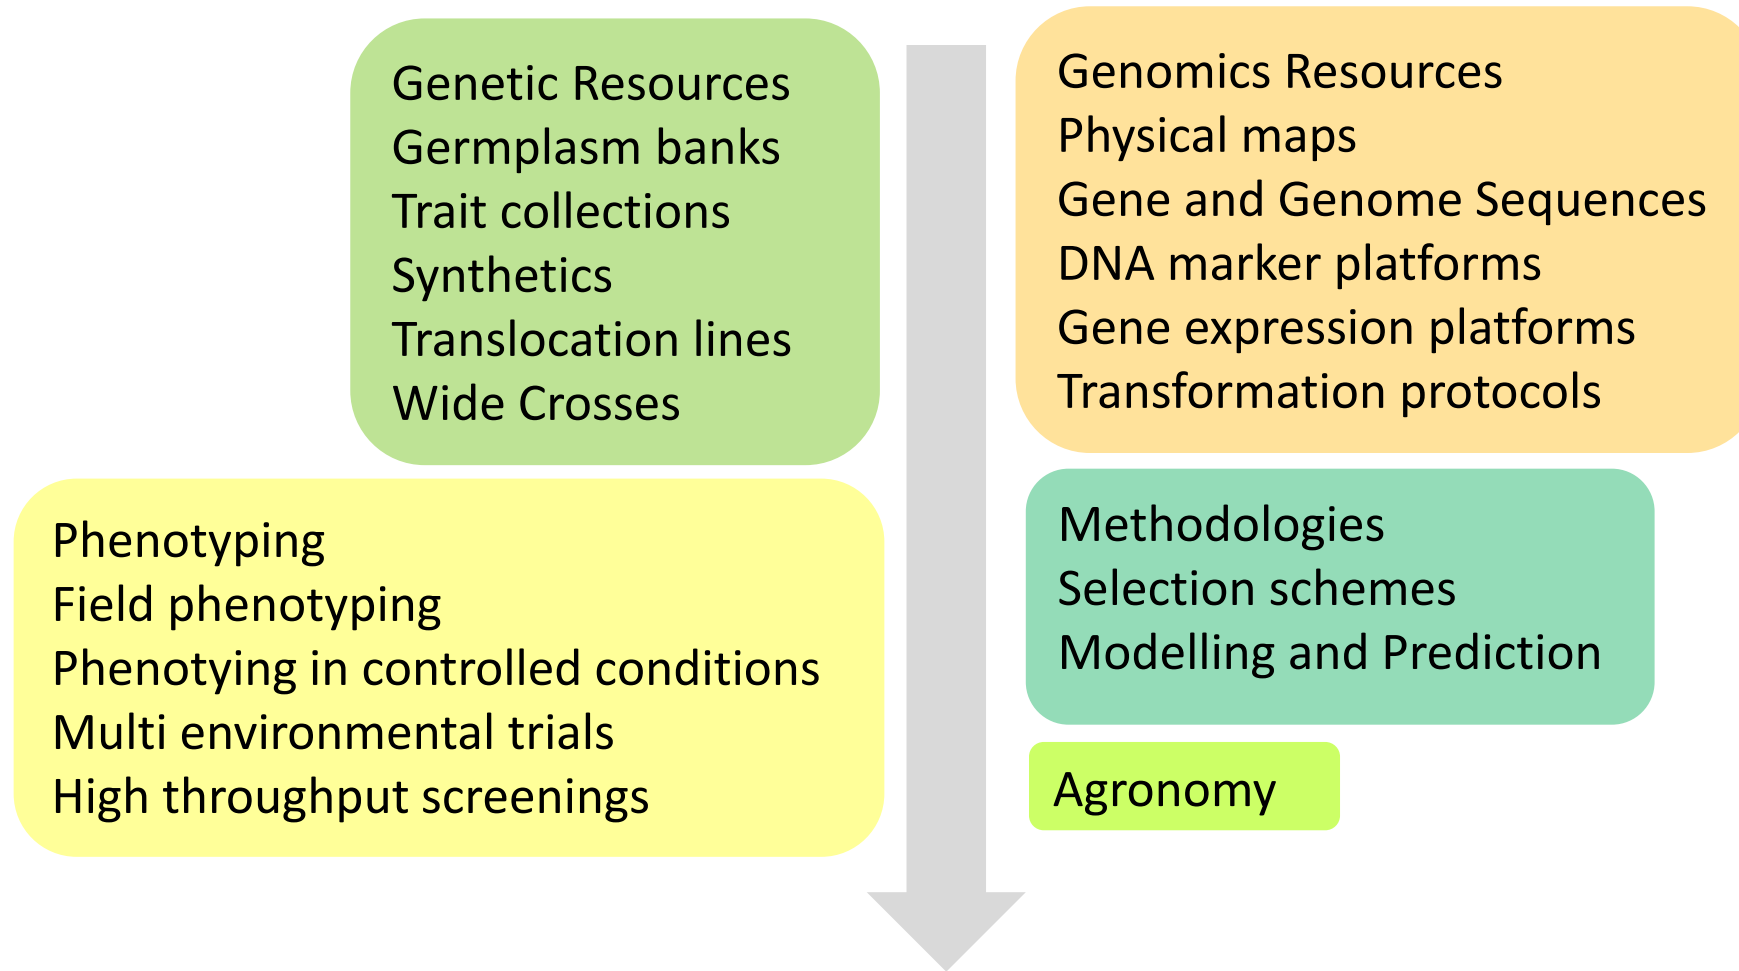 Genetic Resources
Germplasm banks
Trait collections
Synthetics
Translocation lines
Wide Crosses
Genomics Resources
Physical maps
Gene and Genome Sequences
DNA marker platforms
Gene expression platforms
Transformation protocols
Phenotyping
Field phenotyping
Phenotying in controlled conditions
Multi environmental trials
High throughput screenings
Methodologies
Selection schemes
Modelling and Prediction
Agronomy